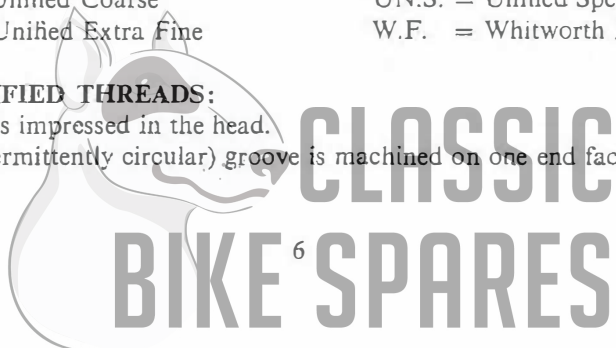 Unified Coarse
UN.S. = Unified Spe
Unified Extra Fine
W.F. = Whitworth
FIED THREADS:
s impressed in the head.
ermittently circular) groove is machined on one end fac
CLASSIC
6
BIKE SPARES